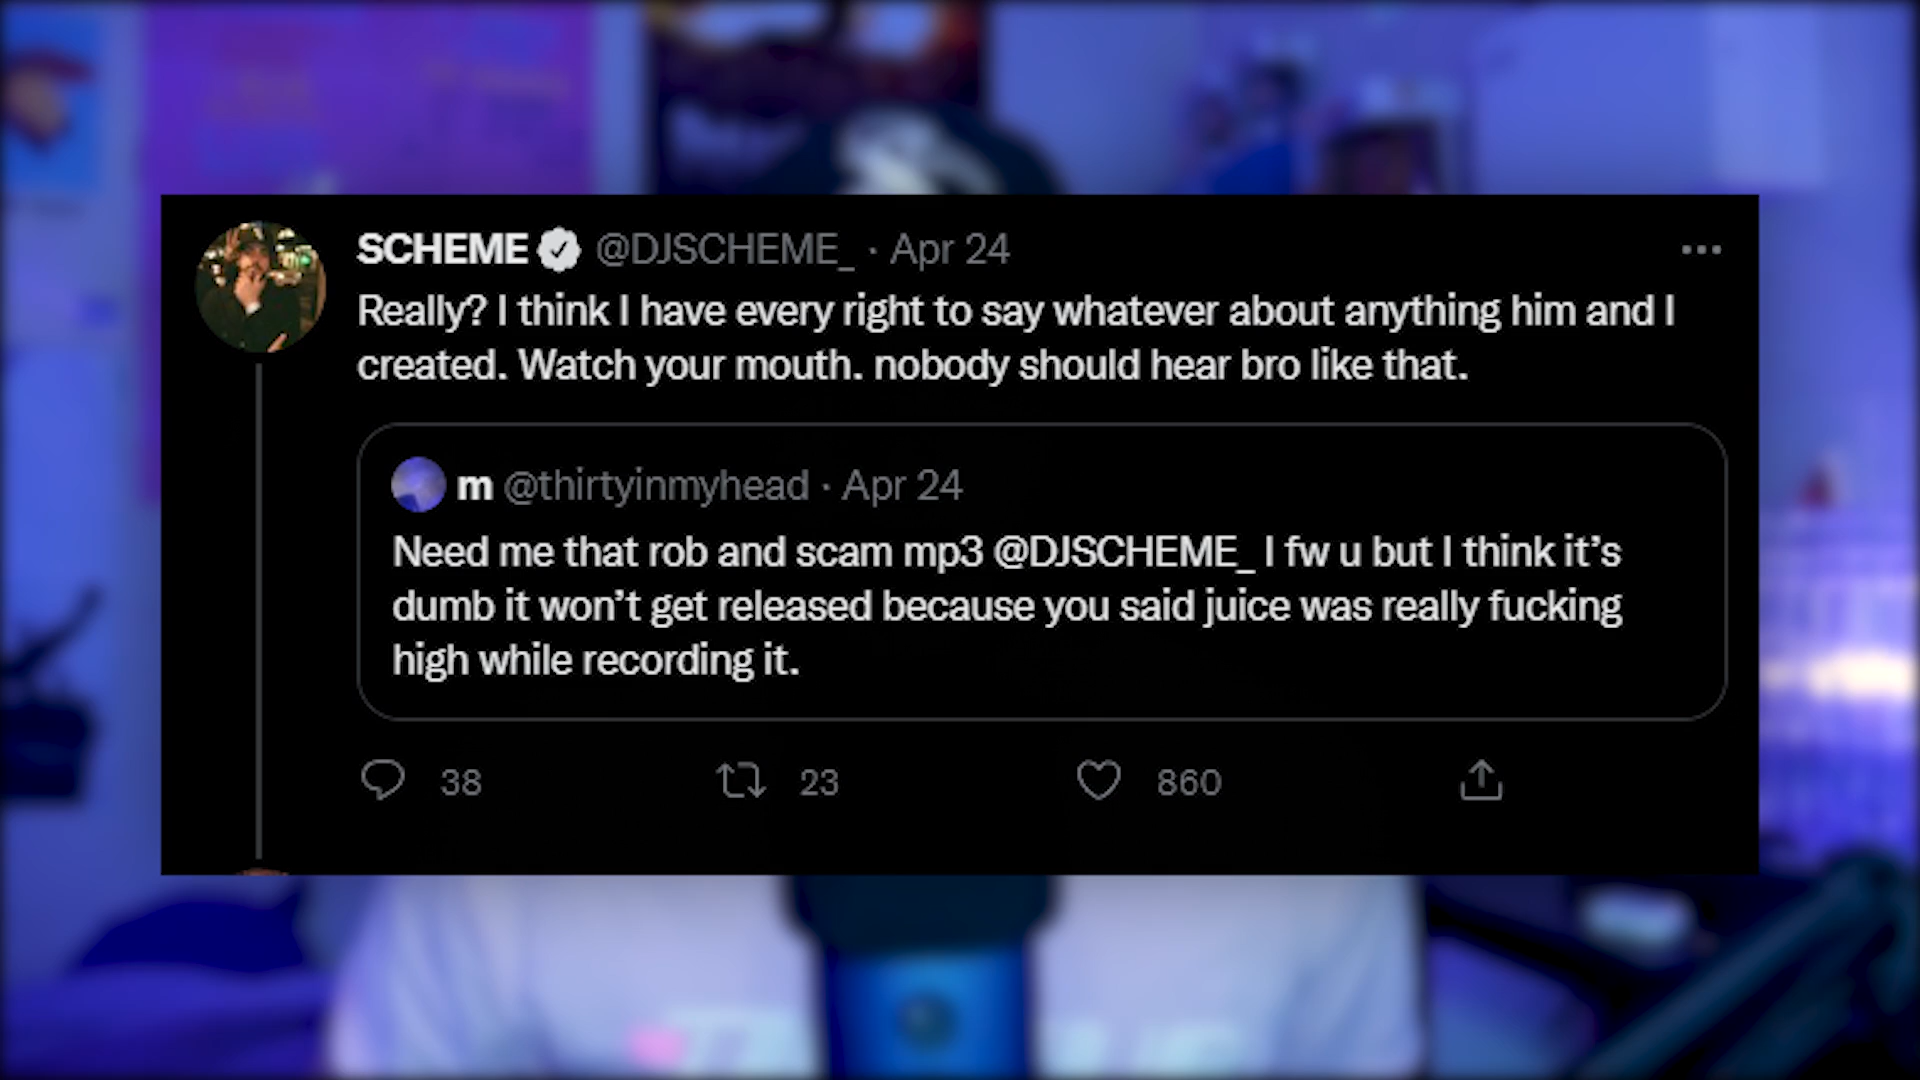 SCHEME @DJSCHEME_ · Apr 24
Really? I think I have every right to say whatever about anything him and I
created. Watch your mouth. nobody should hear bro like that.
m @thirtyinmyhead · Apr 24
Need me that rob and scam mp3 @DJSCHEME_ I fw u but I think it’s
dumb it won’t get released because you said juice was really fucking
high while recording it.
38 23 860